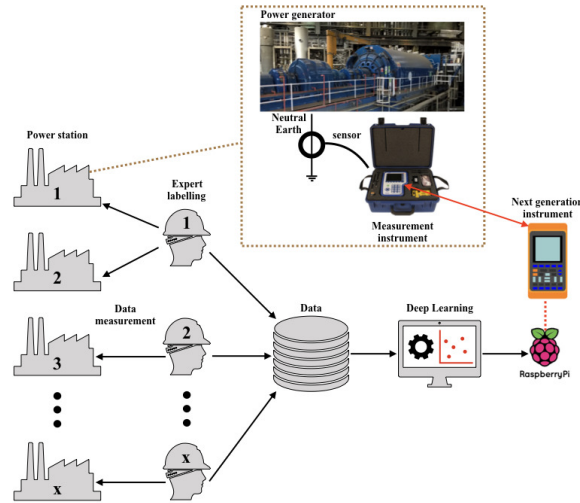 Power generator
Neutral
Earth
sensor
Measurement
instrument
Power station
Expert
labelling
Next generation
instrument
1
1
2
Data
measurement
2
3
Data
Deep Learning
RaspberryPi
x
x